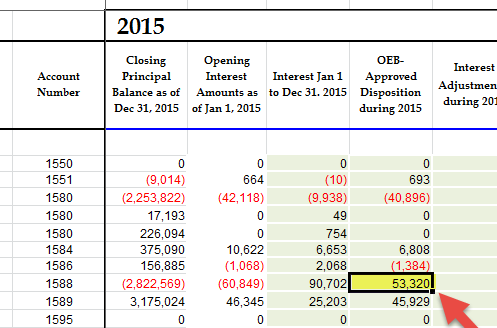 2015
Account Number | Closing Principal Balance as of Dec 31, 2015 | Opening Interest Amounts as of Jan 1, 2015 | Interest Jan 1 to Dec 31. 2015 | OEB-Approved Disposition during 2015 | Interest during
1550 0 0 0 0
1551 (9,014) 664 (10) 693
1580 (2,253,822) (42,118) (9,938) (40,896)
1580 17,193 0 49 0
1580 226,094 0 754 0
1584 375,090 10,622 6,653 6,808
1586 156,885 (1,068) 2,068 (1,384)
1588 (2,822,569) (60,849) 90,702 53,320
1589 3,175,024 46,345 25,203 45,929
1595 0 0 0 0